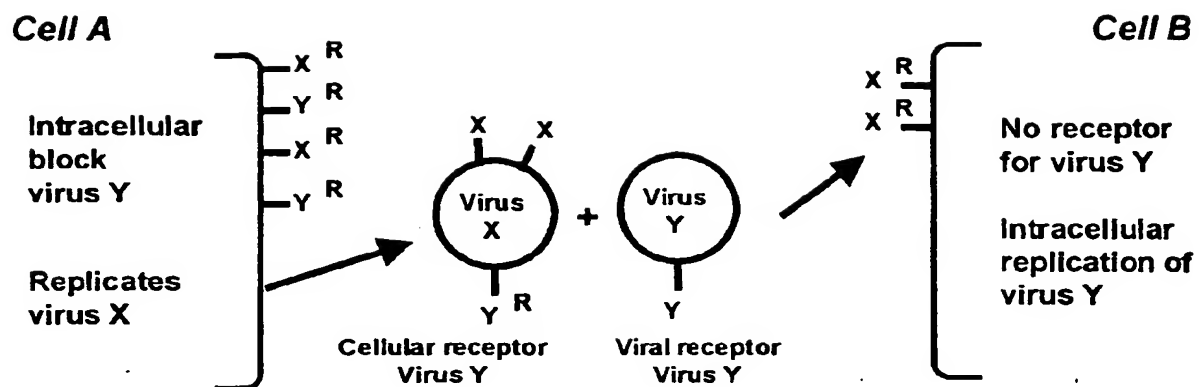 Cell A
Cell B
X R
Y R
X R
Y R
Intracellular
block
virus Y
Replicates
virus X
X
X
Virus
X
Y R
Cellular receptor
Virus Y
+
Virus
Y
Y
Viral receptor
Virus Y
X R
X R
No receptor
for virus Y
Intracellular
replication of
virus Y